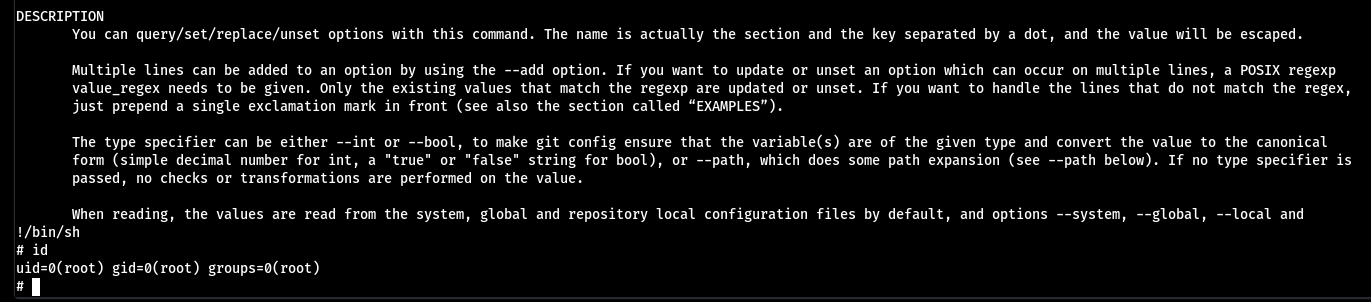 DESCRIPTION
You can query/set/replace/unset options with this command. The name is actually the section and the key separated by a dot, and the value will be escaped.
Multiple lines can be added to an option by using the --add option. If you want to update or unset an option which can occur on multiple lines, a POSIX regexp
value_regex needs to be given. Only the existing values that match the regexp are updated or unset. If you want to handle the lines that do not match the regex,
just prepend a single exclamation mark in front (see also the section called “EXAMPLES”).
The type specifier can be either --int or --bool, to make git config ensure that the variable(s) are of the given type and convert the value to the canonical
form (simple decimal number for int, a "true" or "false" string for bool), or --path, which does some path expansion (see --path below). If no type specifier is
passed, no checks or transformations are performed on the value.
When reading, the values are read from the system, global and repository local configuration files by default, and options --system, --global, --local and
!/bin/sh
# id
uid=0(root) gid=0(root) groups=0(root)
#